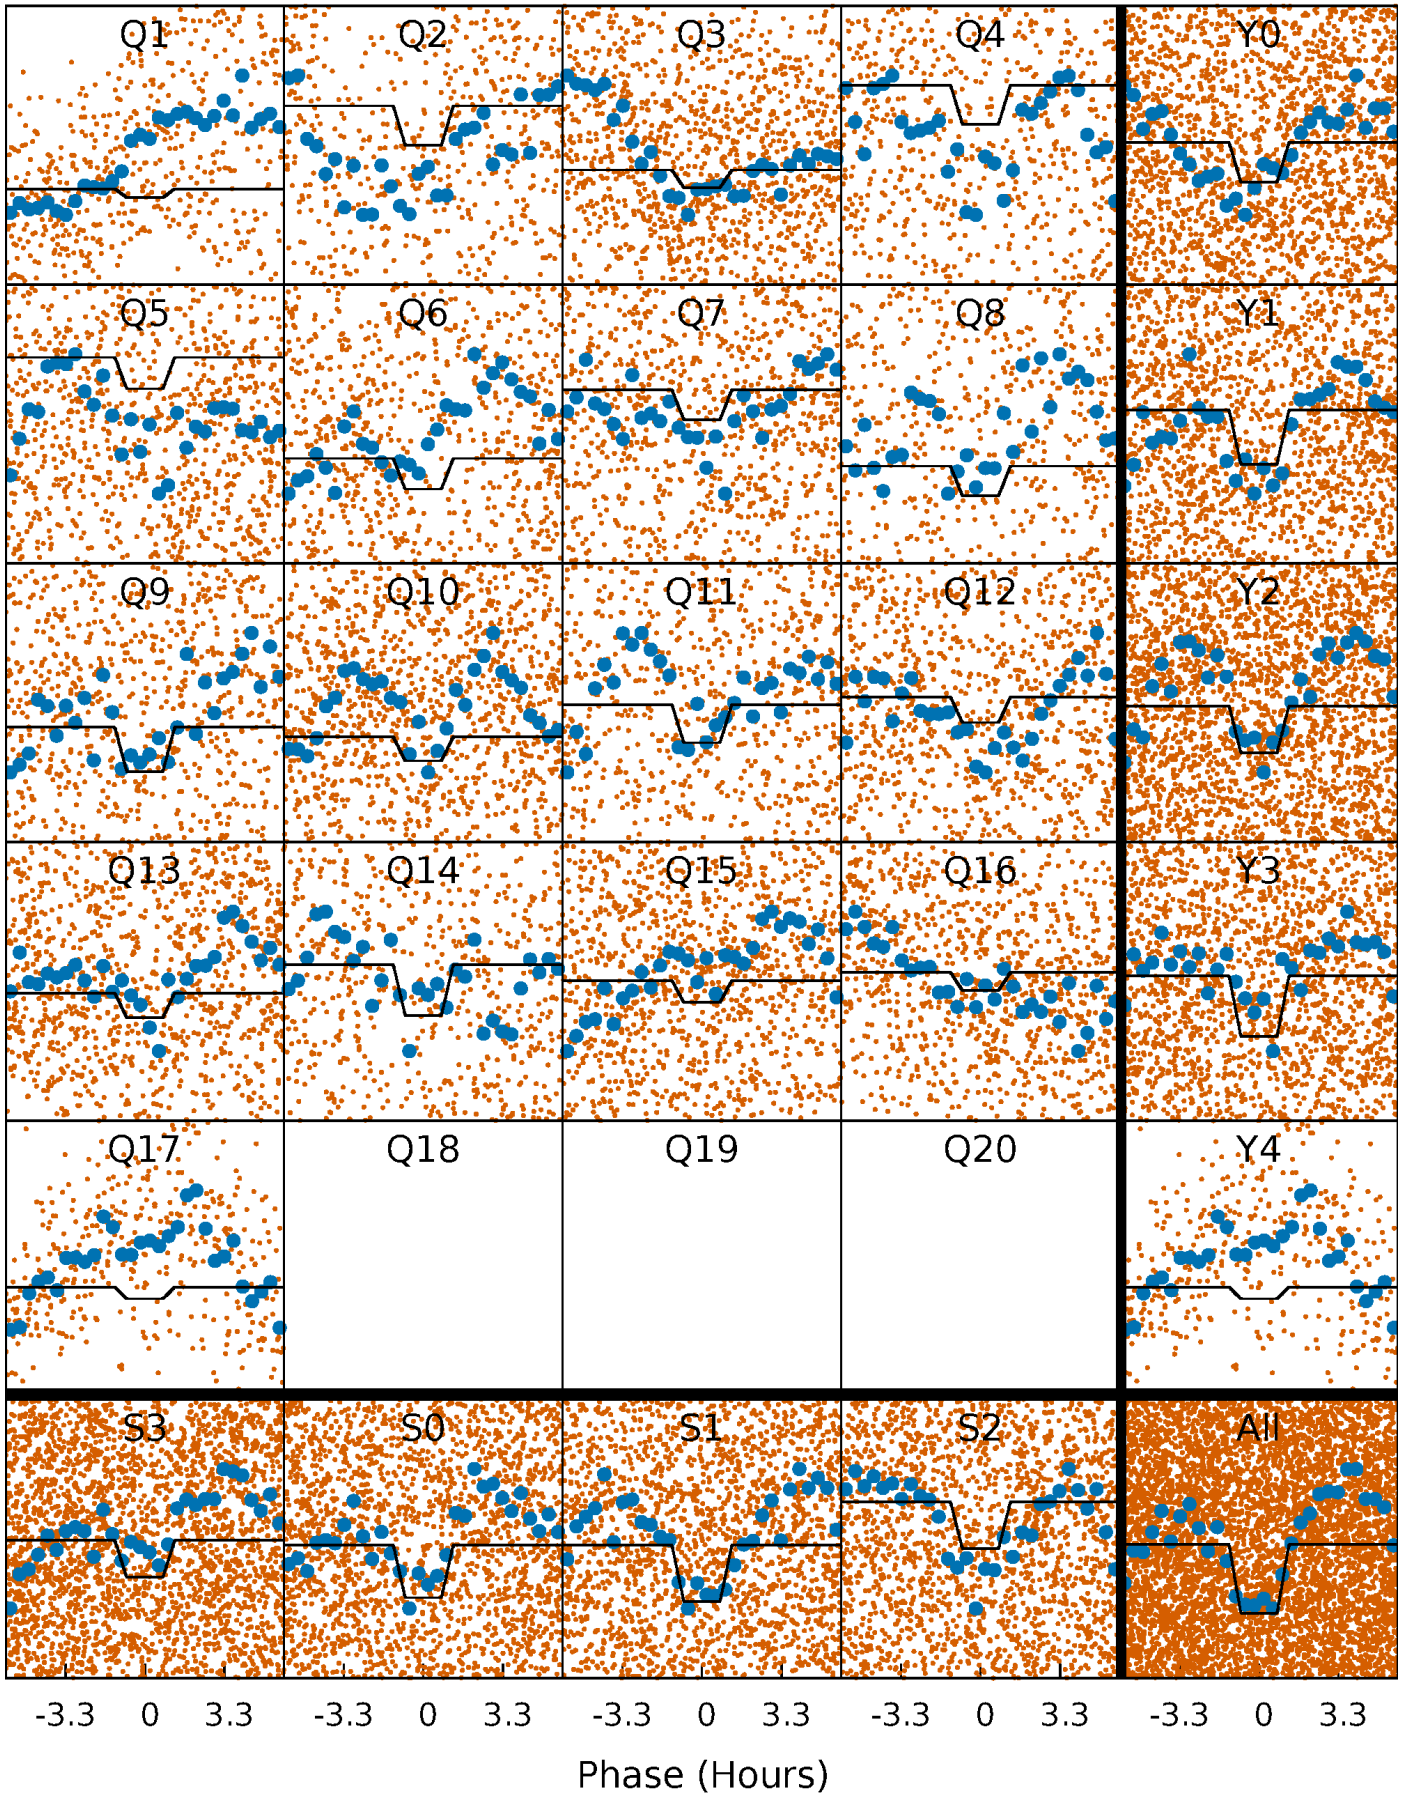 Q1 Q2 Q3 Q4 Y0
Q5 Q6 Q7 Q8 Y1
Q9 Q10 Q11 Q12 Y2
Q13 Q14 Q15 Q16 Y3
Q17 Q18 Q19 Q20 Y4
S3 S0 S1 S2 All
-3.3 0 3.3 -3.3 0 3.3 -3.3 0 3.3 -3.3 0 3.3 -3.3 0 3.3
Phase (Hours)